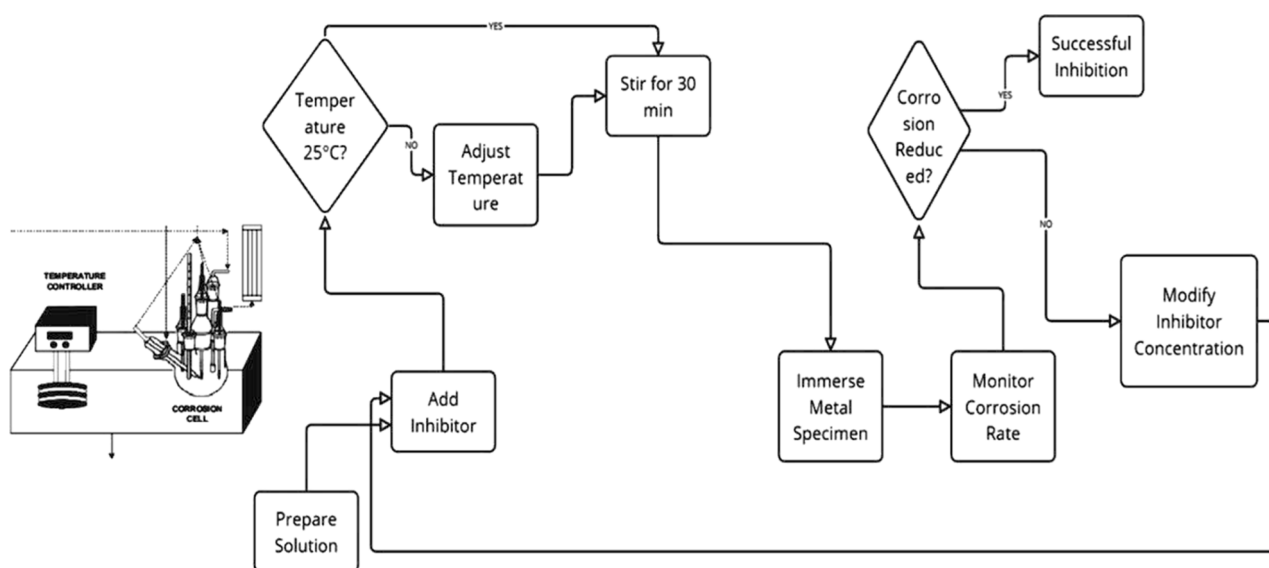 YES
Temper
ature
25°C?
NO
Adjust
Temperat
ure
Stir for 30
min
Corro
sion
Reduc
ed?
YES
Successful
Inhibition
NO
Modify
Inhibitor
Concentration
TEMPERATURE
CONTROLLER
CORROSION
CELL
Add
Inhibitor
Immerse
Metal
Specimen
Monitor
Corrosion
Rate
Prepare
Solution